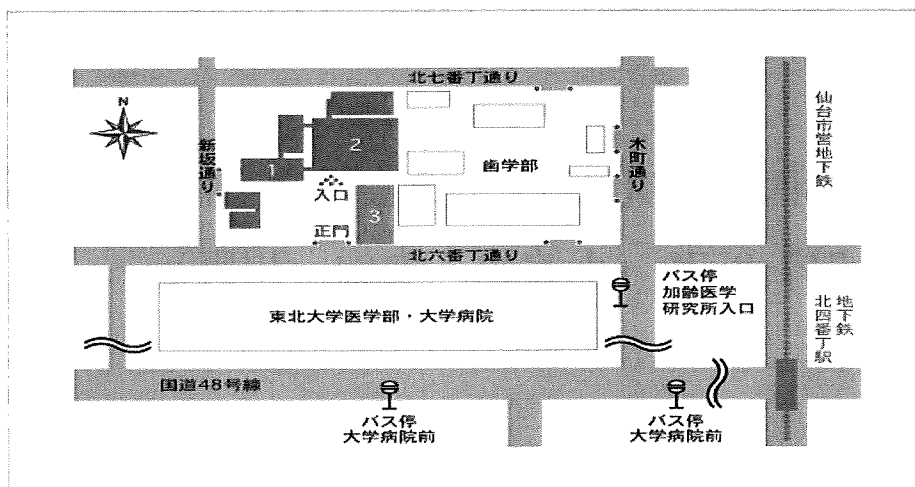 北七番丁通り
N
新坂通り
1
2
3
入口
正門
歯学部
木町通り
仙台市営地下鉄
北六番丁通り
東北大学医学部・大学病院
バス停
加齢医学
研究所入口
地下鉄
北四番丁駅
国道48号線
バス停
大学病院前
バス停
大学病院前